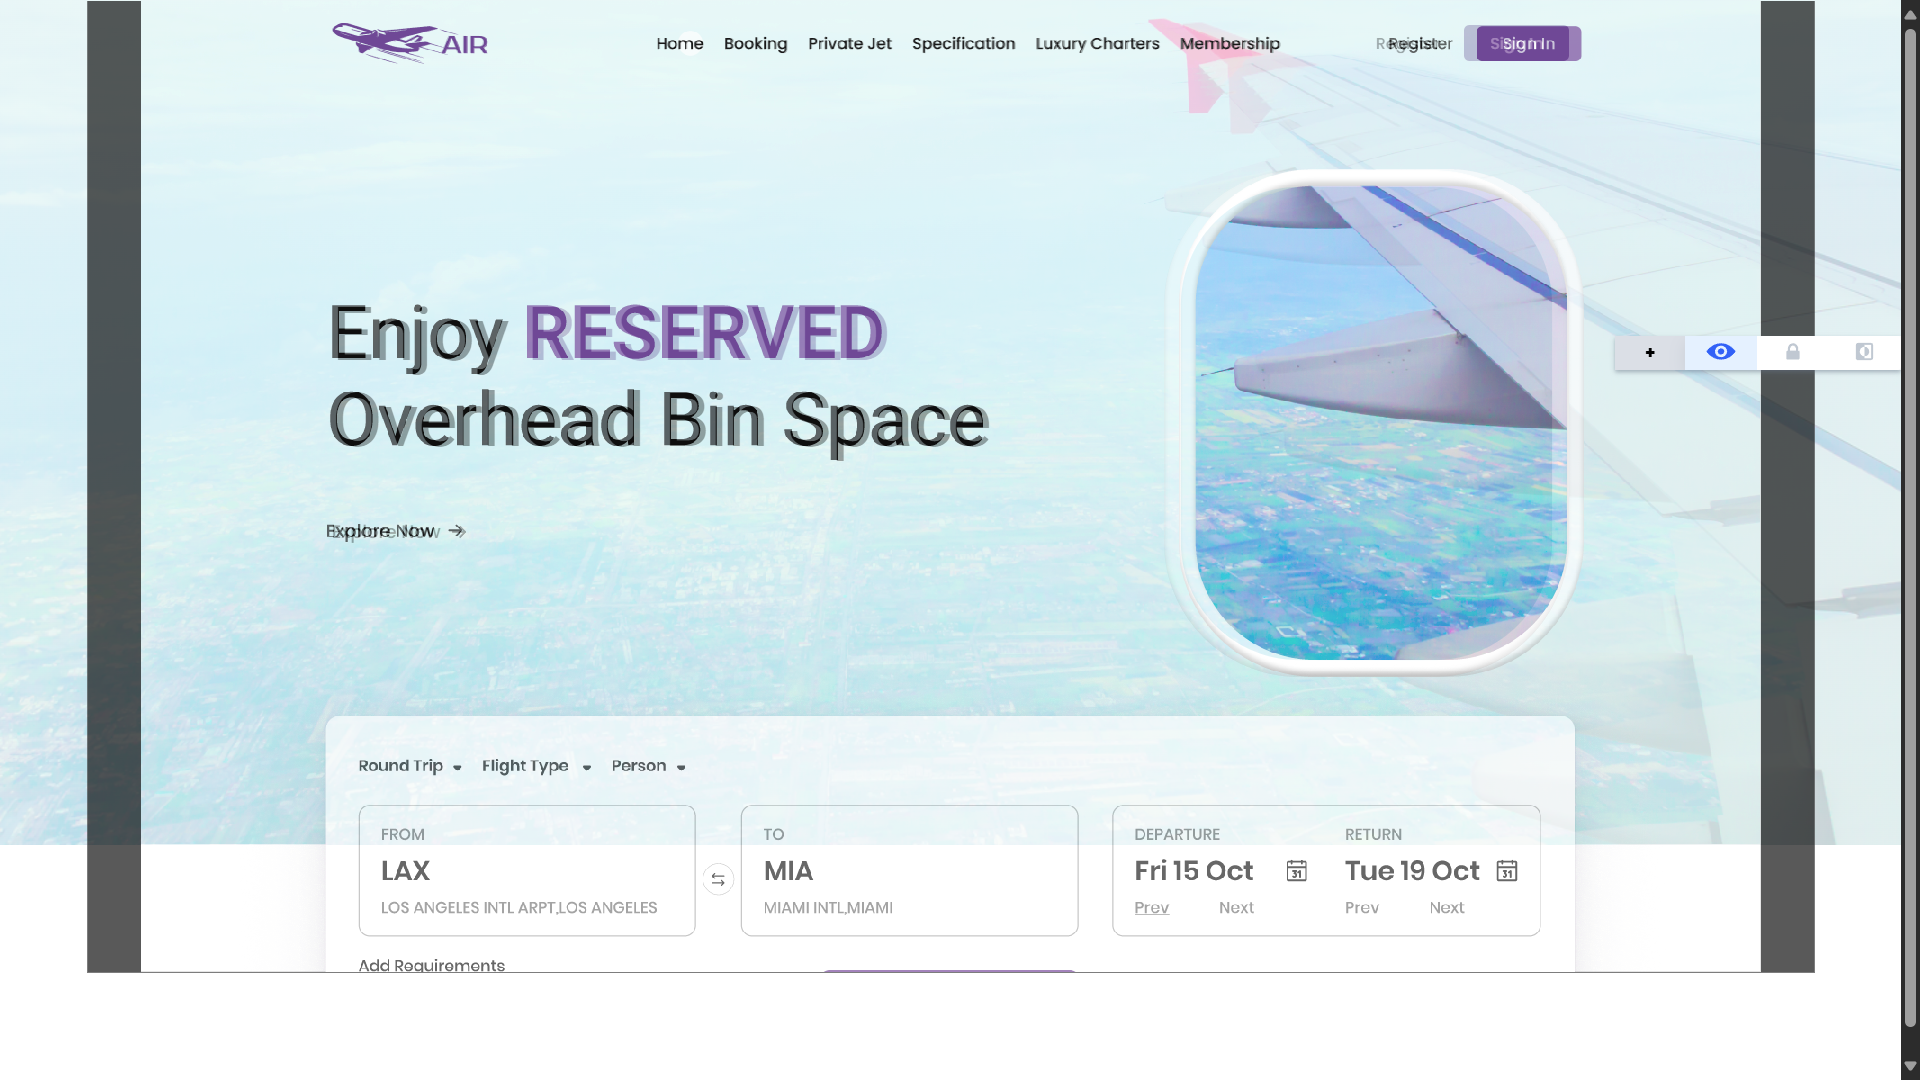 AIR
Home Booking Private Jet Specification Luxury Charters Membership Register Sign In
Enjoy RESERVED
Overhead Bin Space
Explore Now →
Round Trip Flight Type Person
FROM TO DEPARTURE RETURN
LAX MIA Fri 15 Oct 31 Tue 19 Oct 31
LOS ANGELES INTL ARPT,LOS ANGELES MIAMI INTL,MIAMI Prev Next Prev Next
Add Requirements